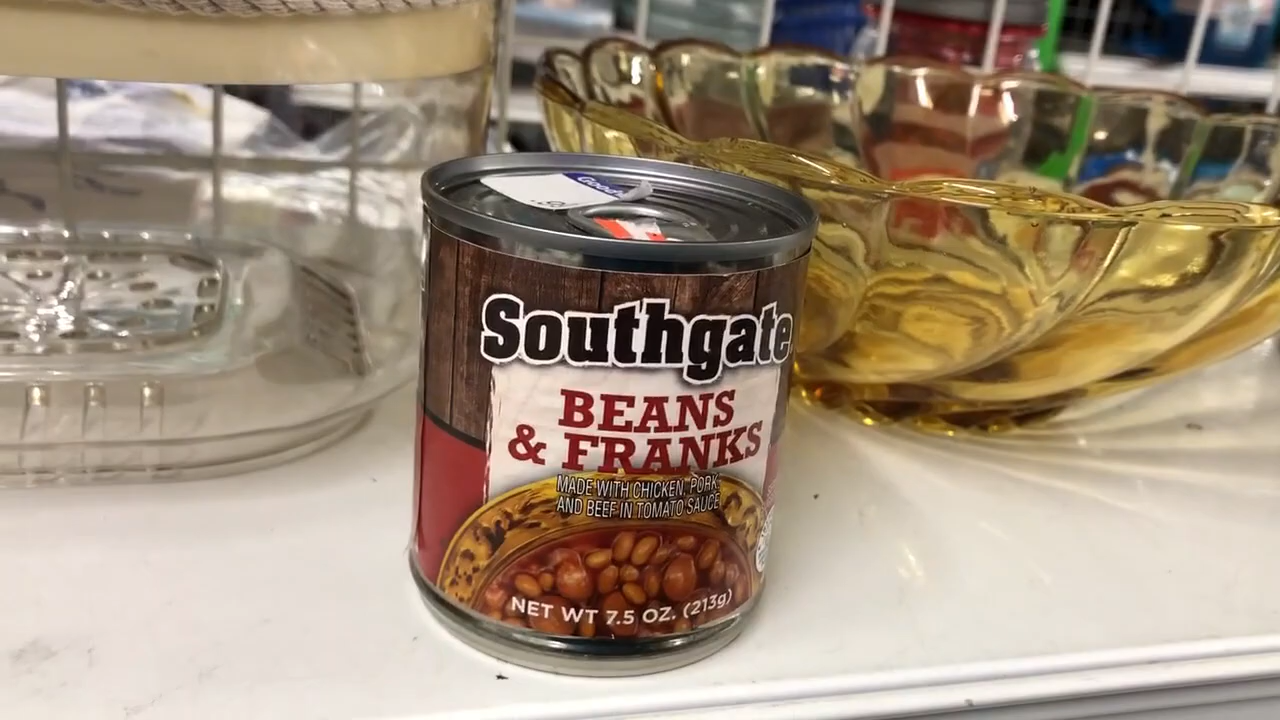 Southgate
BEANS
& FRANKS
MADE WITH CHICKEN, PORK,
AND BEEF IN TOMATO SAUCE
NET WT 7.5 OZ. (213g)